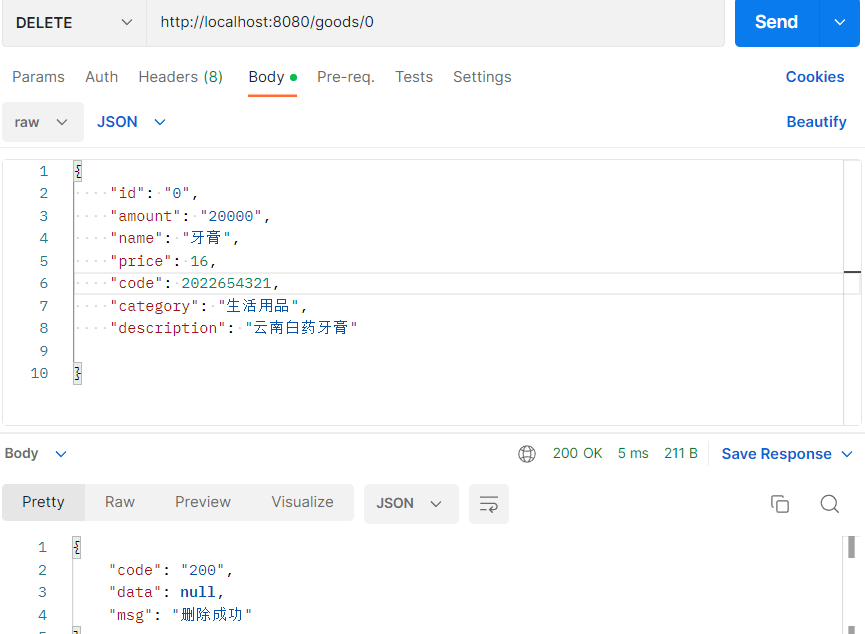 DELETE http://localhost:8080/goods/0 Send
Params Auth Headers (8) Body Pre-req. Tests Settings Cookies
raw JSON Beautify
1 {
2 "id": "0",
3 "amount": "20000",
4 "name": "牙膏",
5 "price": 16,
6 "code": 2022654321,
7 "category": "生活用品",
8 "description": "云南白药牙膏"
9
10 }
Body 200 OK 5 ms 211 B Save Response
Pretty Raw Preview Visualize JSON
1 {
2 "code": "200",
3 "data": null,
4 "msg": "删除成功"
5 }